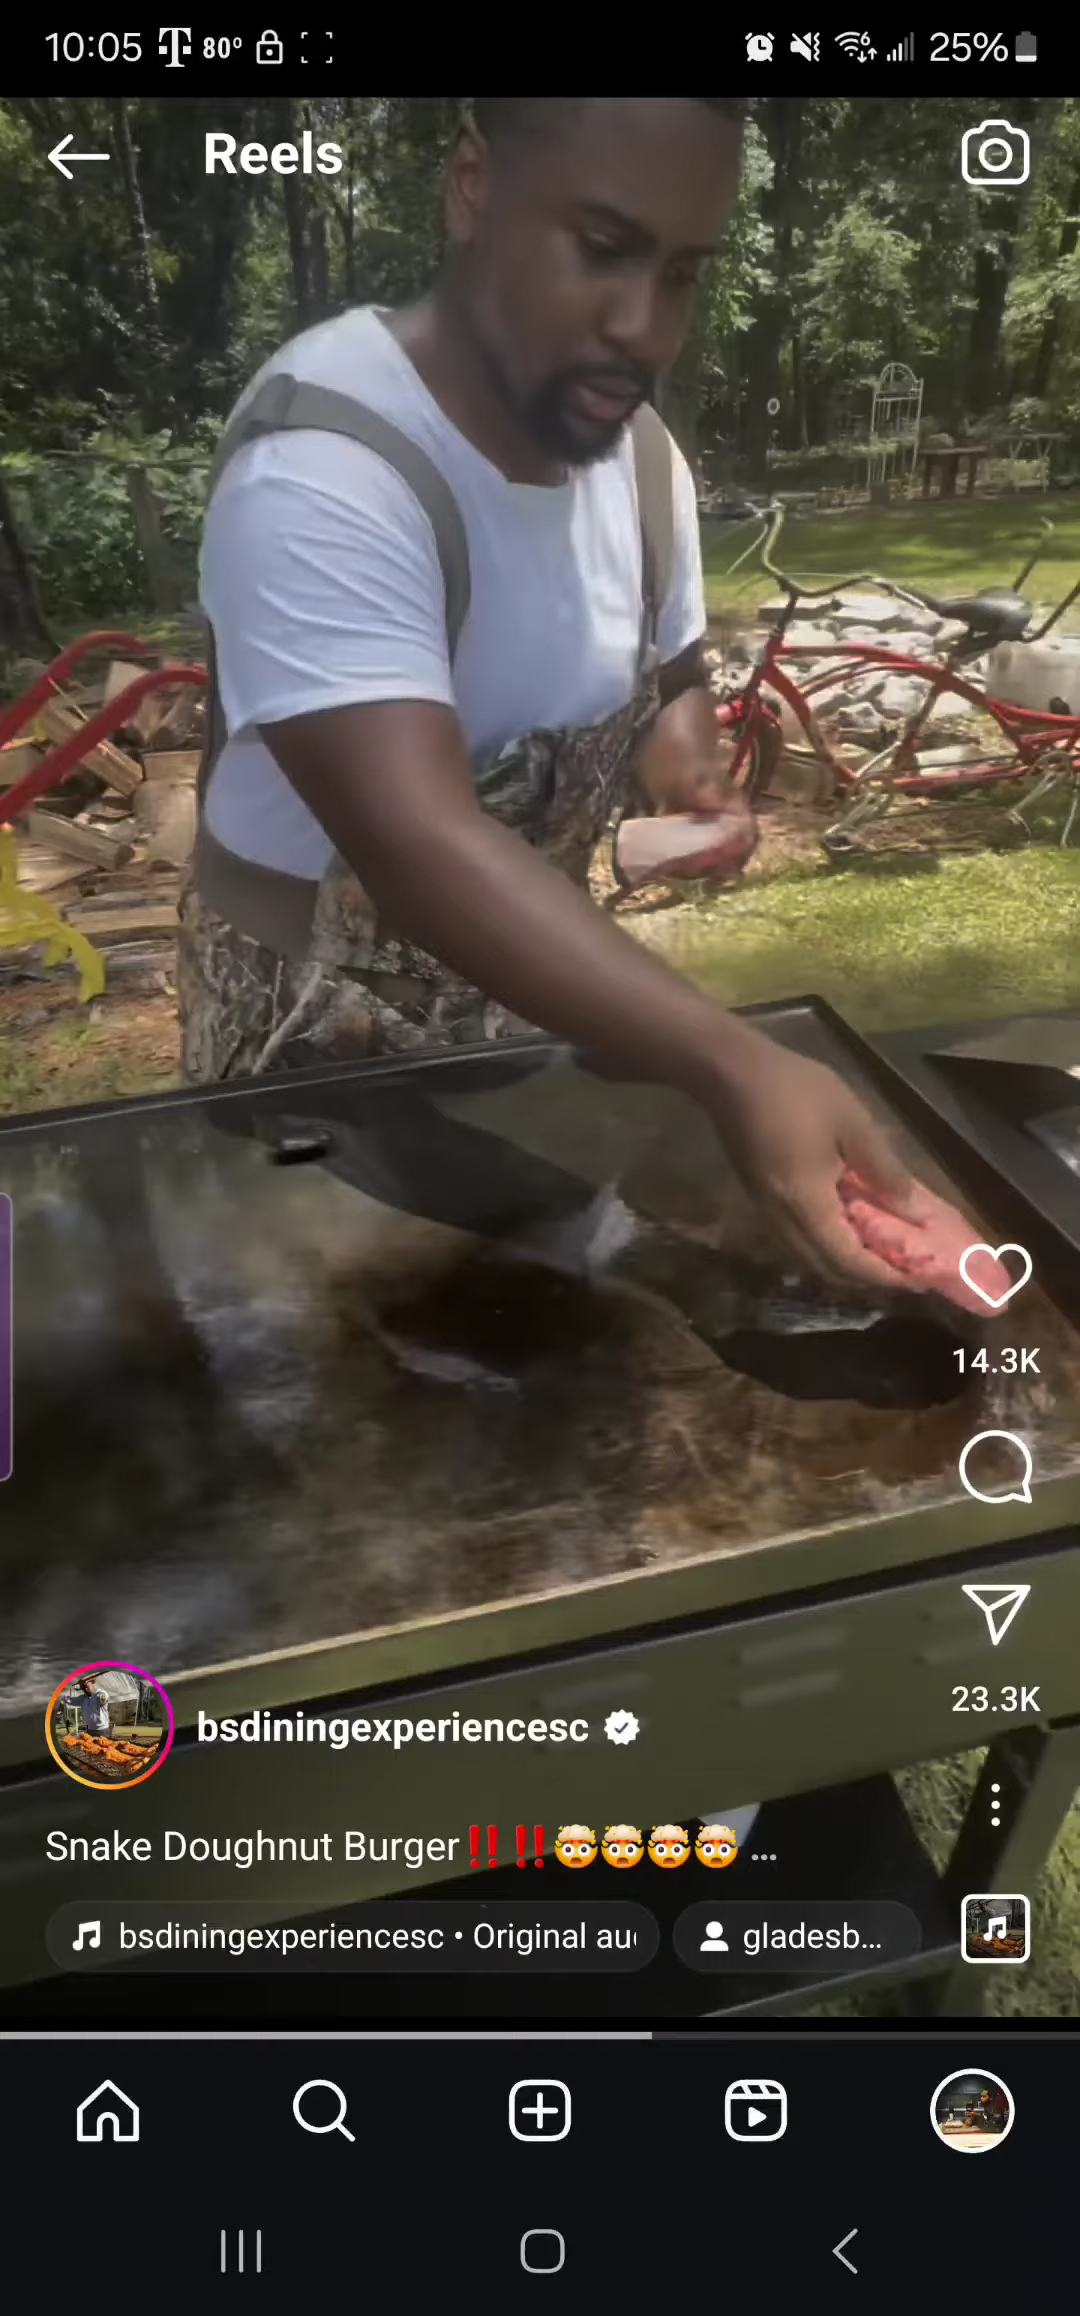 10:05 T 80° 25%
Reels
14.3K
23.3K
bsdiningexperiencesc
Snake Doughnut Burger‼️‼️🤯🤯🤯🤯 ...
bsdiningexperiencesc • Original au
gladesb...